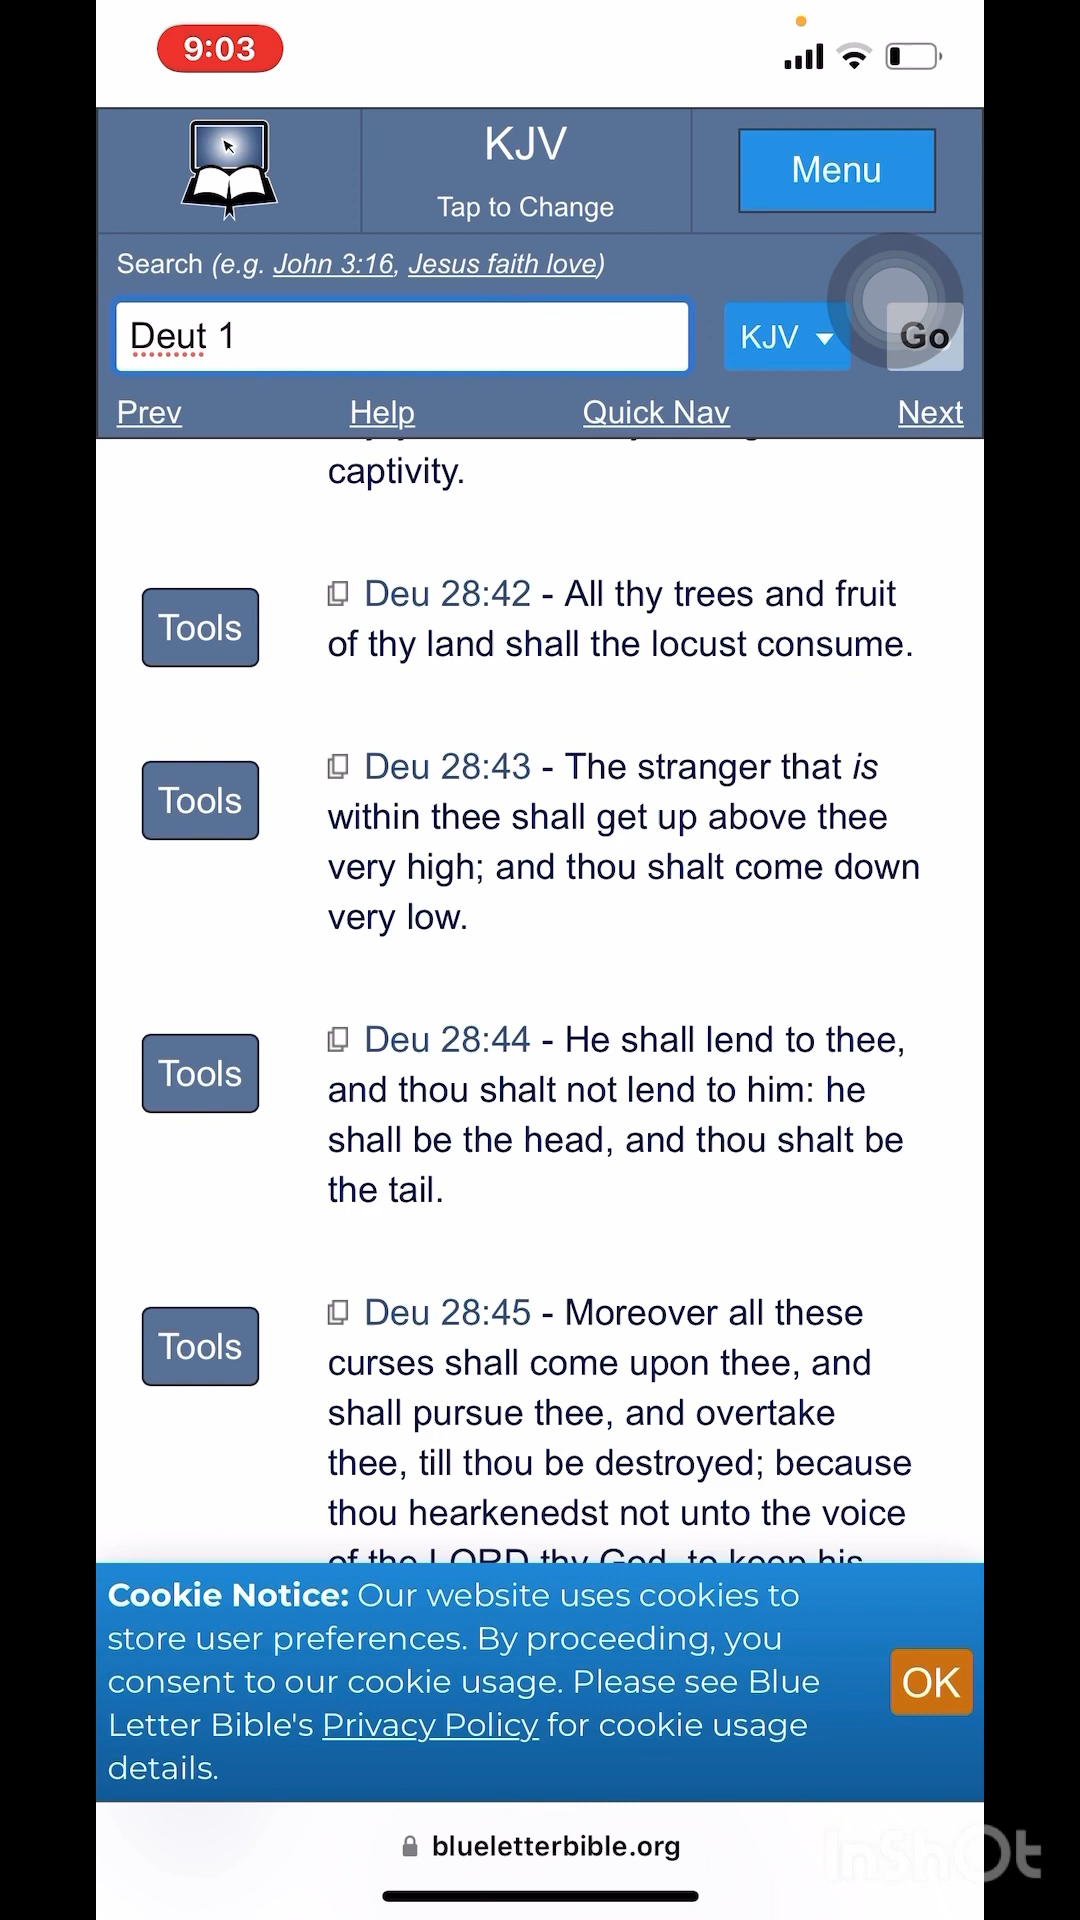 9:03
KJV
Tap to Change
Menu
Search (e.g. John 3:16, Jesus faith love)
Deut 1
KJV
Go
Prev
Help
Quick Nav
Next
captivity.
Tools
Deu 28:42 - All thy trees and fruit
of thy land shall the locust consume.
Tools
Deu 28:43 - The stranger that is
within thee shall get up above thee
very high; and thou shalt come down
very low.
Tools
Deu 28:44 - He shall lend to thee,
and thou shalt not lend to him: he
shall be the head, and thou shalt be
the tail.
Tools
Deu 28:45 - Moreover all these
curses shall come upon thee, and
shall pursue thee, and overtake
thee, till thou be destroyed; because
thou hearkenedst not unto the voice
of the LORD thy God, to keep his
Cookie Notice: Our website uses cookies to
store user preferences. By proceeding, you
consent to our cookie usage. Please see Blue
Letter Bible's Privacy Policy for cookie usage
details.
OK
blueletterbible.org
InShOt